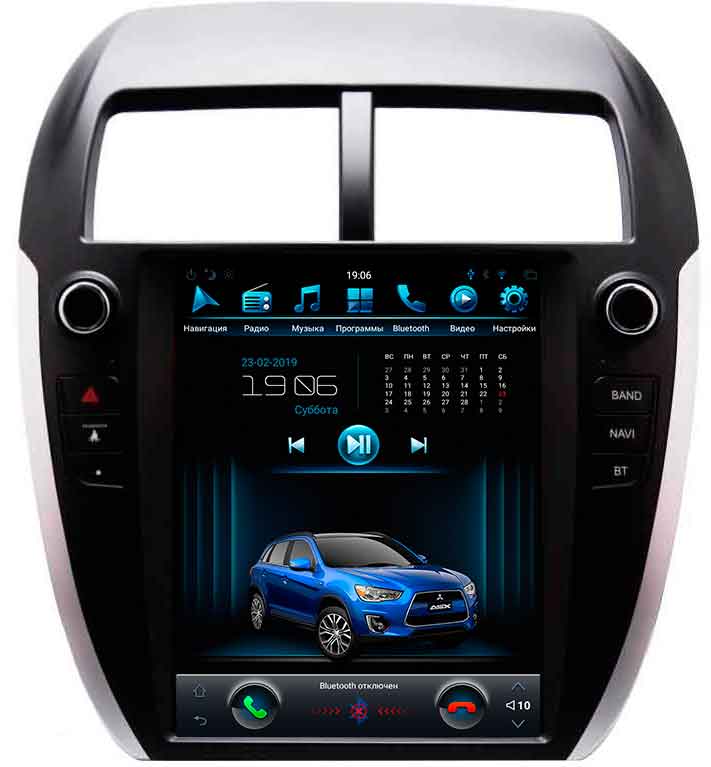 19:06
Навигация Радио Музыка Программы Bluetooth Видео Настройки
23-02-2019
19 06
Суббота
ВС ПН ВТ СР ЧТ ПТ СБ
27 28 29 30 31 1 2
3 4 5 6 7 8 9
10 11 12 13 14 15 16
17 18 19 20 21 22 23
24 25 26 27 28 1 2
3 4 5 6 7 8 9
BAND
NAVI
BT
ASX
Bluetooth отключен
10